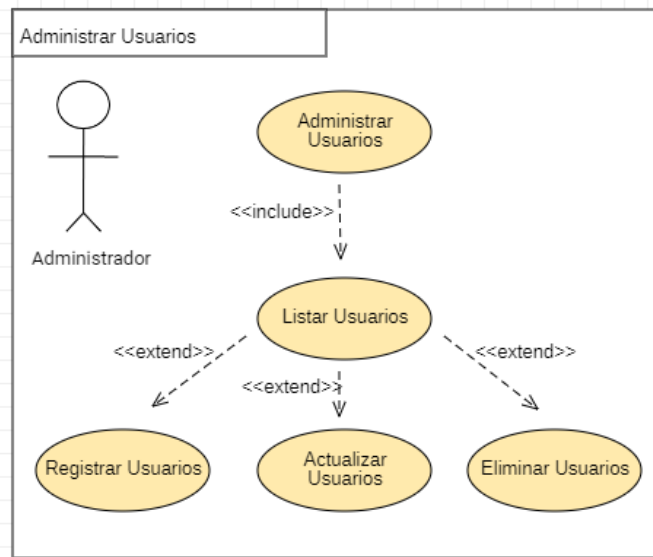 Administrar Usuarios
Administrar
Usuarios
<<include>>
Administrador
Listar Usuarios
<<extend>>
<<extend>>
<<extend>>
Registrar Usuarios
Actualizar
Usuarios
Eliminar Usuarios